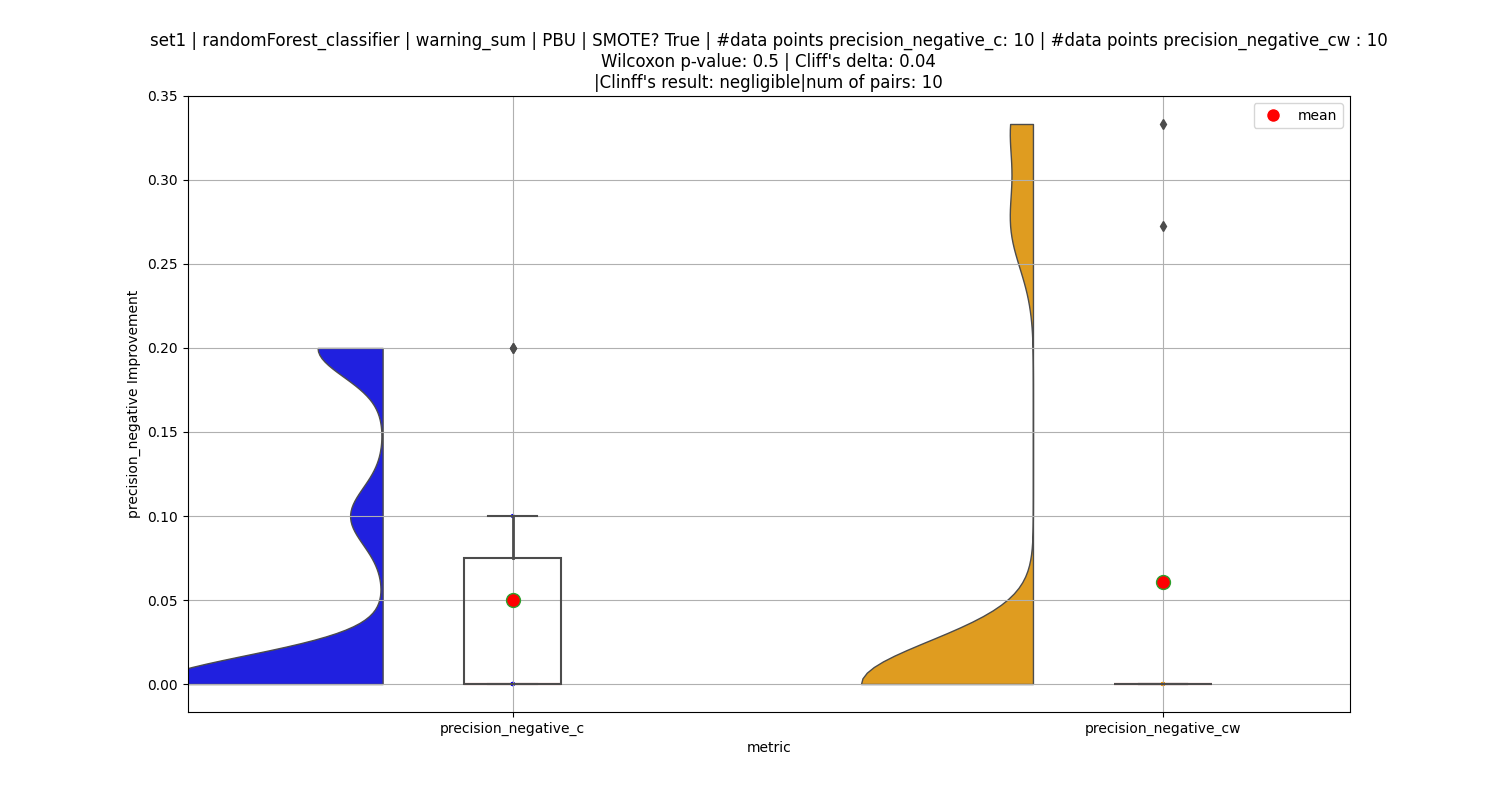 set1 | randomForest_classifier | warning_sum | PBU | SMOTE? True | #data points precision_negative_c: 10 | #data points precision_negative_cw : 10
Wilcoxon p-value: 0.5 | Cliff's delta: 0.04
|Clinff's result: negligible|num of pairs: 10
mean
0.35
0.30
0.25
0.20
0.15
0.10
0.05
0.00
precision_negative Improvement
precision_negative_c
precision_negative_cw
metric